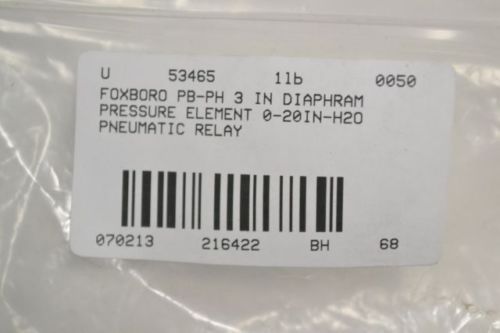 U 53465 11b 0050
FOXBORO PB-PH 3 IN DIAPHRAM
PRESSURE ELEMENT 0-20IN-H2O
PNEUMATIC RELAY
070213 216422 BH 68